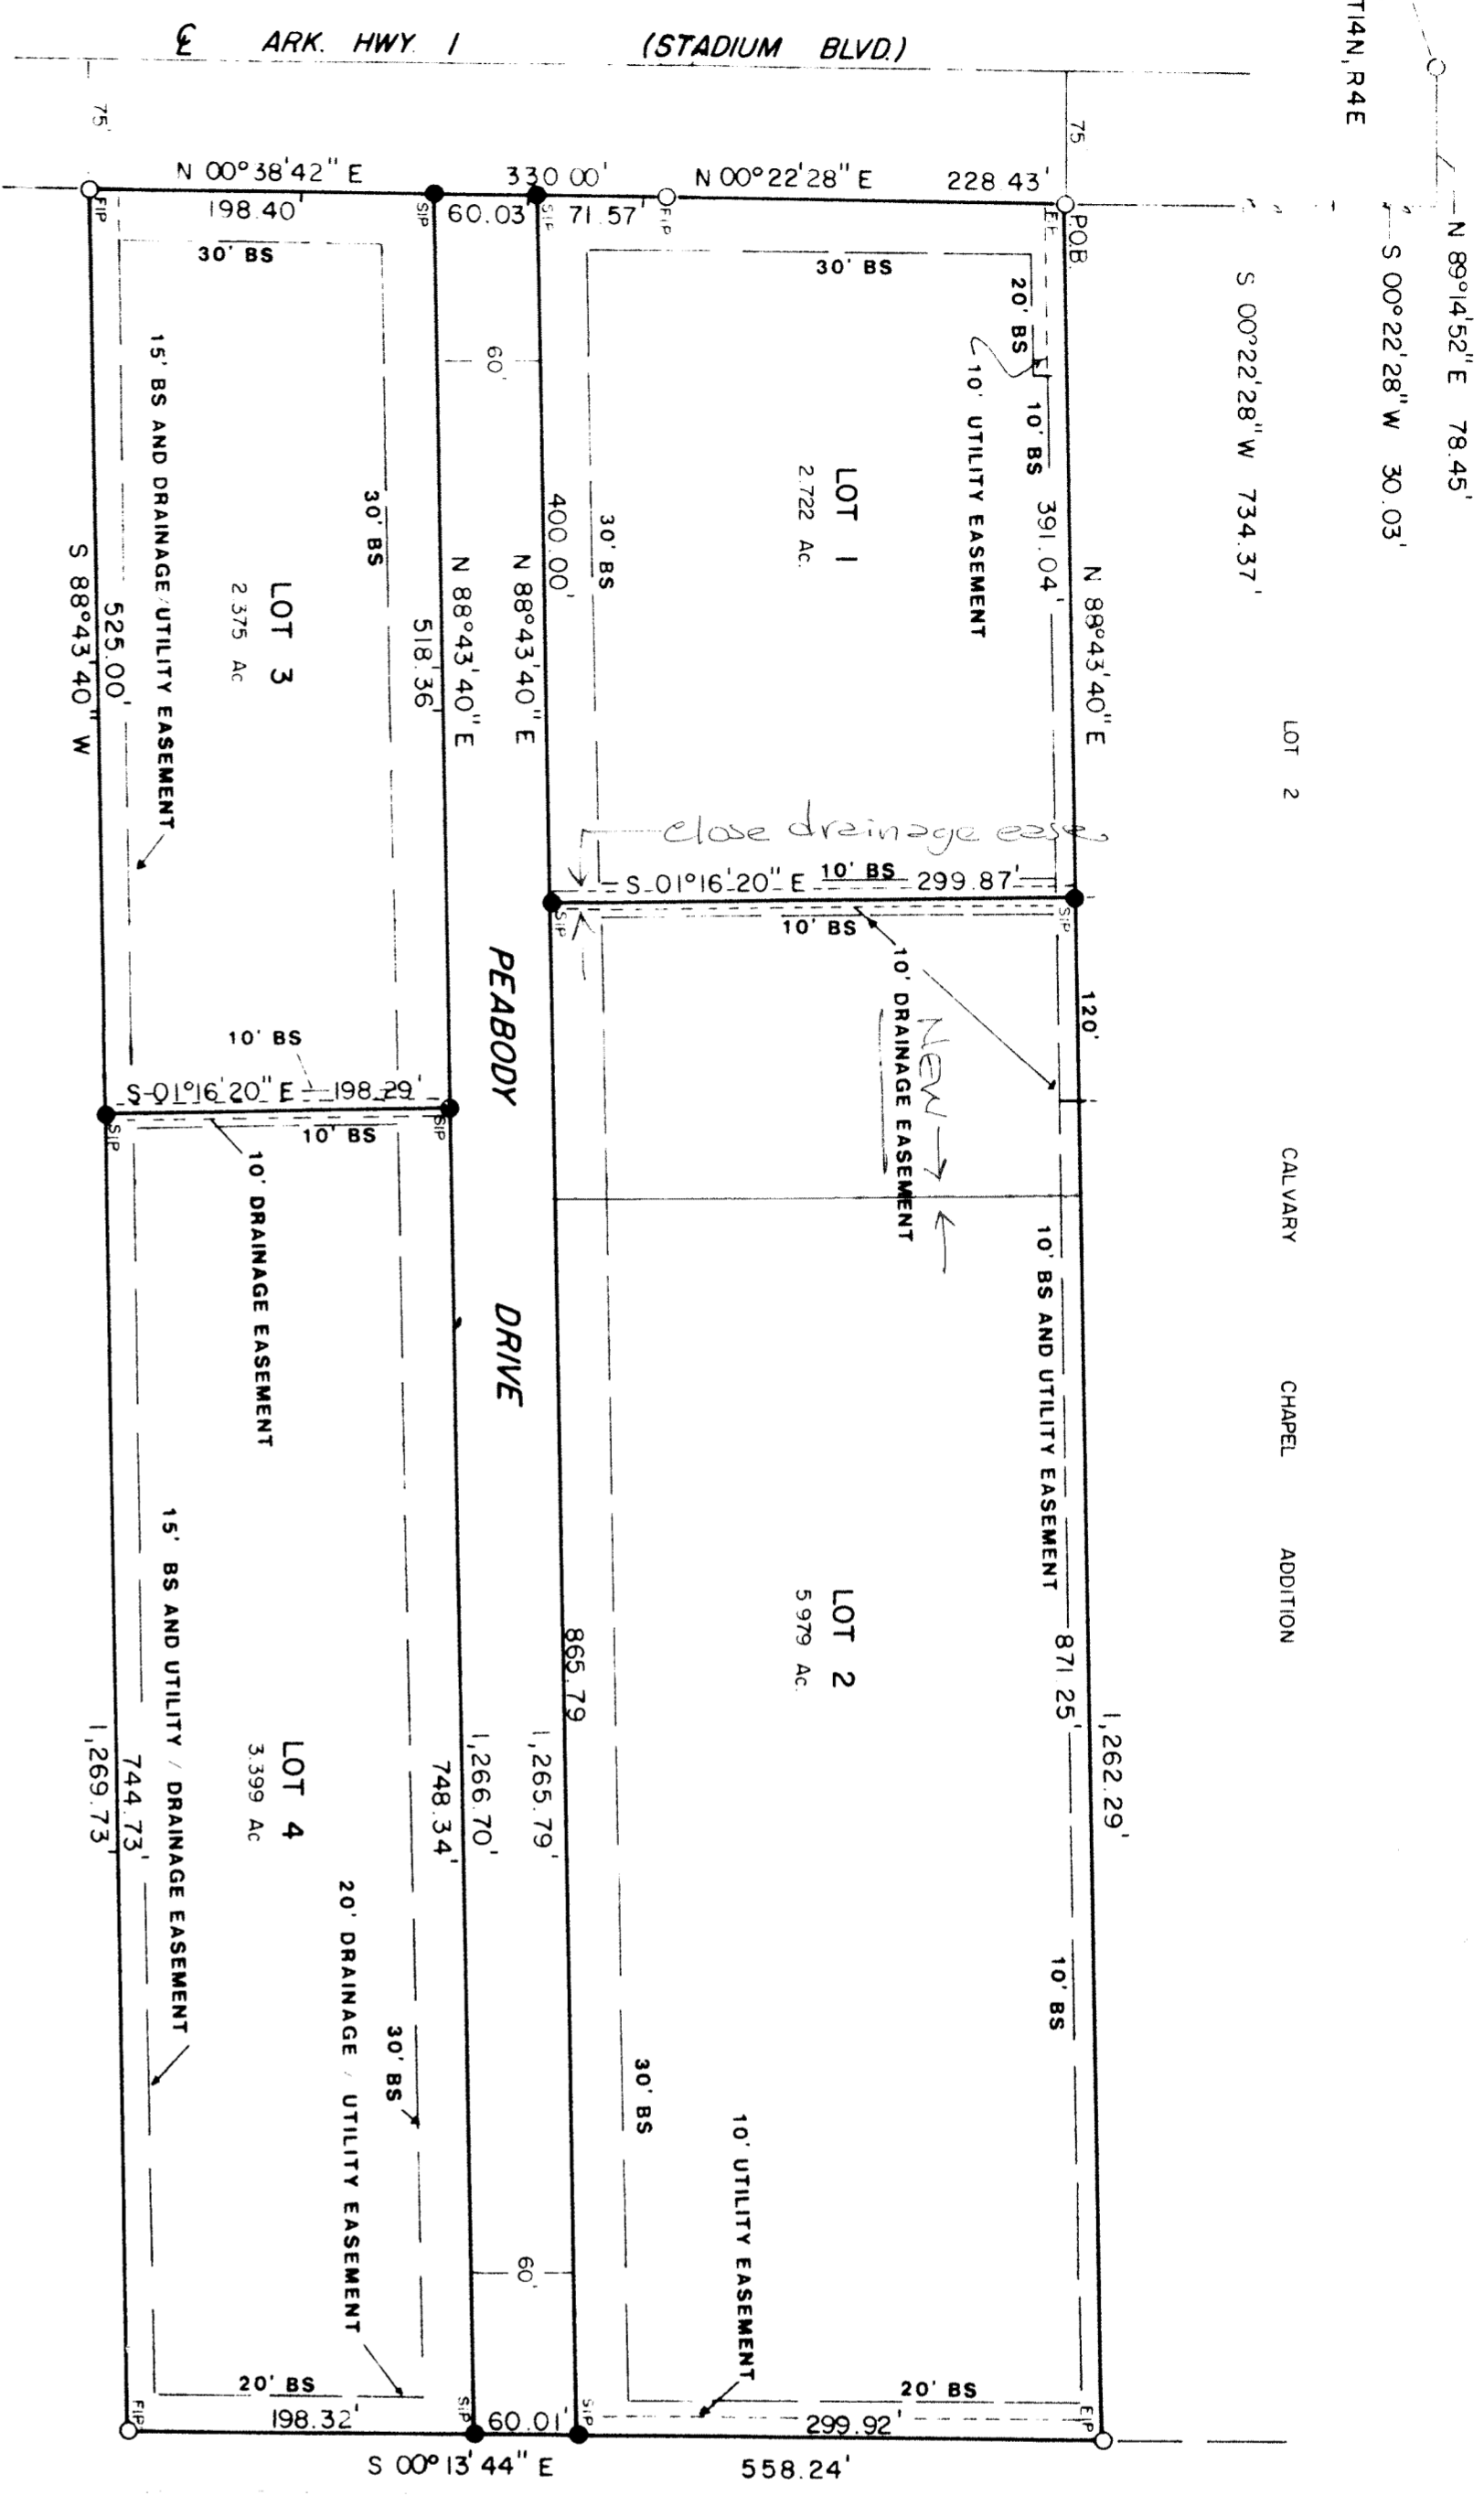 ℄ ARK. HWY. 1 (STADIUM BLVD.)
T14N, R4E
75'
75'
N 00°38'42" E
330 00'
N 00°22'28" E
228.43'
198.40'
60.03'
71.57'
FIP
SIP
SIP
FIP
P.O.B.
N 89°14'52" E 78.45'
S 00°22'28" W 30.03'
S 00°22'28" W 734.37'
30' BS
30' BS
20' BS
10' BS
10' UTILITY EASEMENT
15' BS AND DRAINAGE/UTILITY EASEMENT
60'
LOT 1
2.722 Ac.
391.04'
N 88°43'40" E
30' BS
400.00'
N 88°43'40" E
N 88°43'40" E
518.36'
30' BS
LOT 3
2.375 Ac
525.00'
S 88°43'40" W
LOT 2
CALVARY CHAPEL ADDITION
close drainage ease
S 01°16'20" E 10' BS 299.87'
SIP
SIP
10' BS
10' DRAINAGE EASEMENT
NEW
120'
PEABODY DRIVE
10' BS
S 01°16'20" E 198.29'
SIP
SIP
10' BS
10' DRAINAGE EASEMENT
10' BS AND UTILITY EASEMENT
871.25'
1,262.29'
LOT 2
5 979 Ac.
865.79
1,265.79'
1,266.70'
748.34'
LOT 4
3.399 Ac
15' BS AND UTILITY / DRAINAGE EASEMENT
744.73'
1,269.73'
20' DRAINAGE / UTILITY EASEMENT
30' BS
30' BS
10' BS
10' UTILITY EASEMENT
60'
20' BS
20' BS
FIP
SIP
SIP
198.32'
60.01'
299.92'
S 00°13'44" E
558.24'